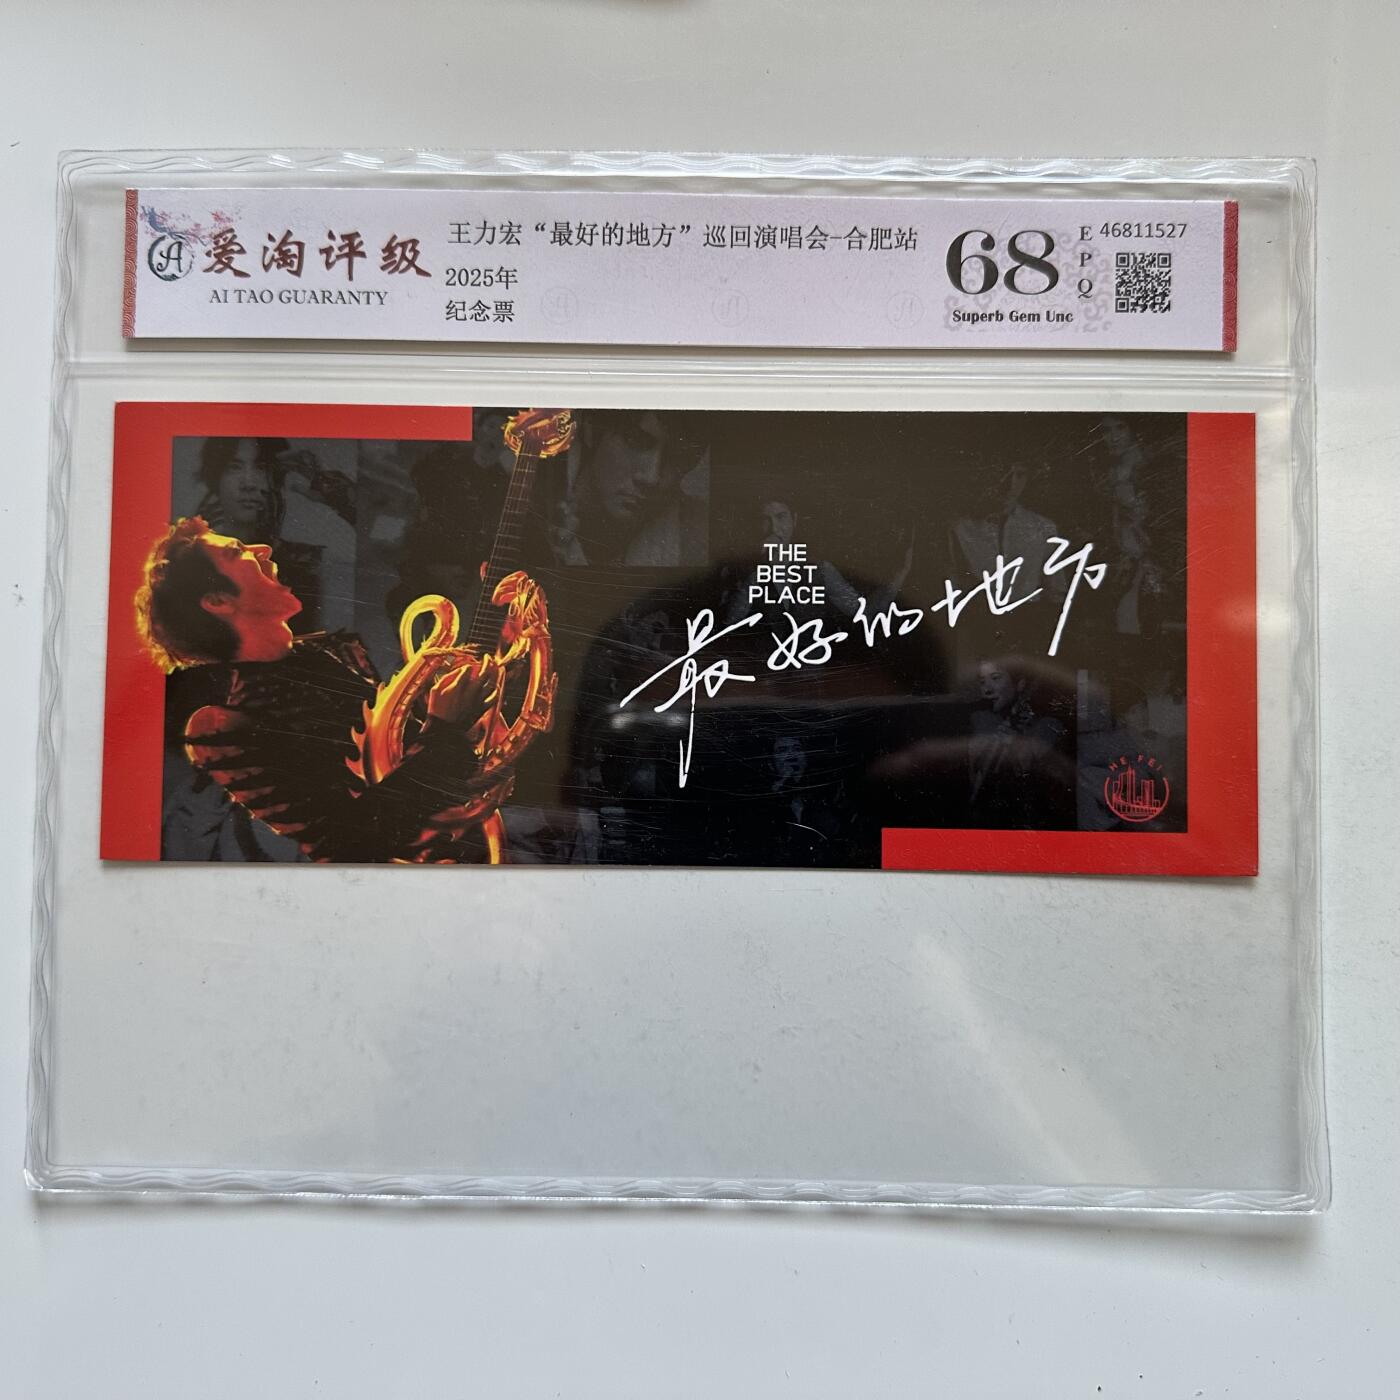 爱淘评级
AI TAO GUARANTY
王力宏“最好的地方”巡回演唱会-合肥站
2025年
纪念票
68
Superb Gem Unc
E
P
Q
46811527
THE
BEST
PLACE
最好的地方
HE FEI